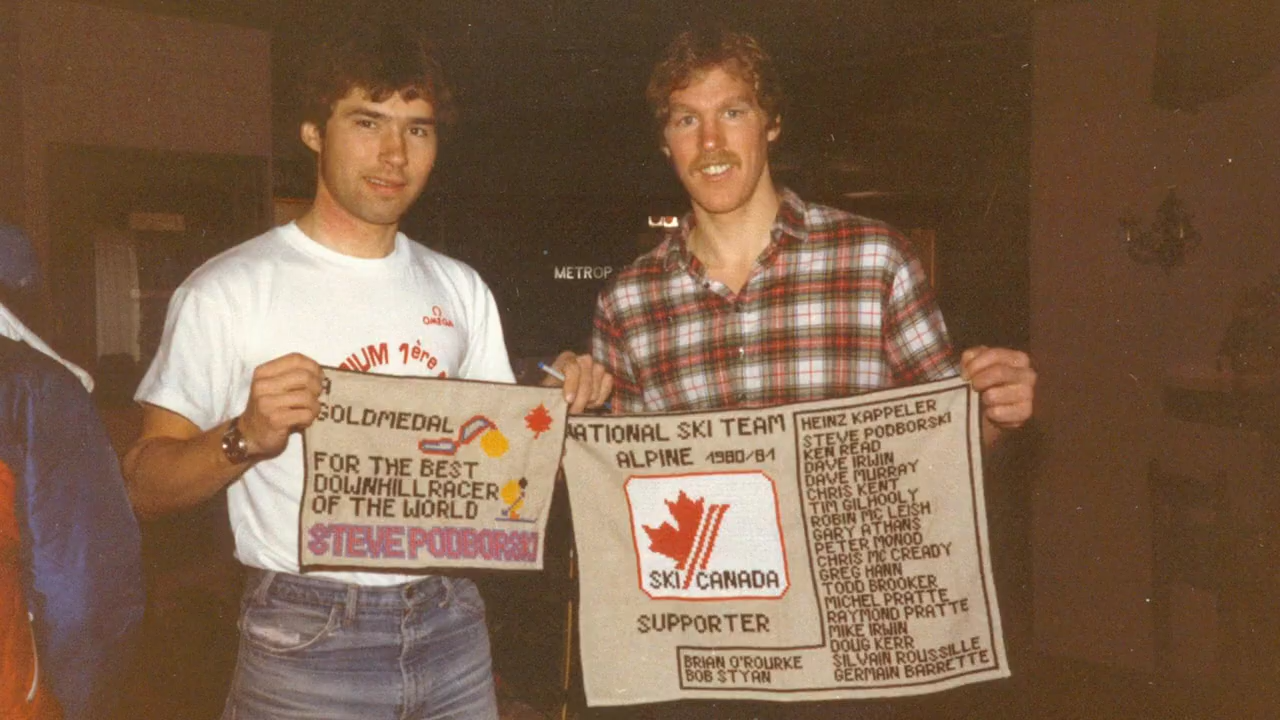 METROP
Ω
OMEGA
IUM 1ère
GOLDMEDAL
FOR THE BEST
DOWNHILLRACER
OF THE WORLD
STEVE PODBORSKI
NATIONAL SKI TEAM
ALPINE 1980/81
SKI CANADA
SUPPORTER
BRIAN O'ROURKE
BOB STYAN
HEINZ KAPPELER
STEVE PODBORSKI
KEN READ
DAVE IRWIN
DAVE MURRAY
CHRIS KENT
TIM GILHOOLY
ROBIN MC LEISH
GARY ATHANS
PETER MONOD
CHRIS MC CREADY
GREG HANN
TODD BROOKER
MICHEL PRATTE
RAYMOND PRATTE
MIKE IRWIN
DOUG KERR
SILVAIN ROUSSILLE
GERMAIN BARRETTE